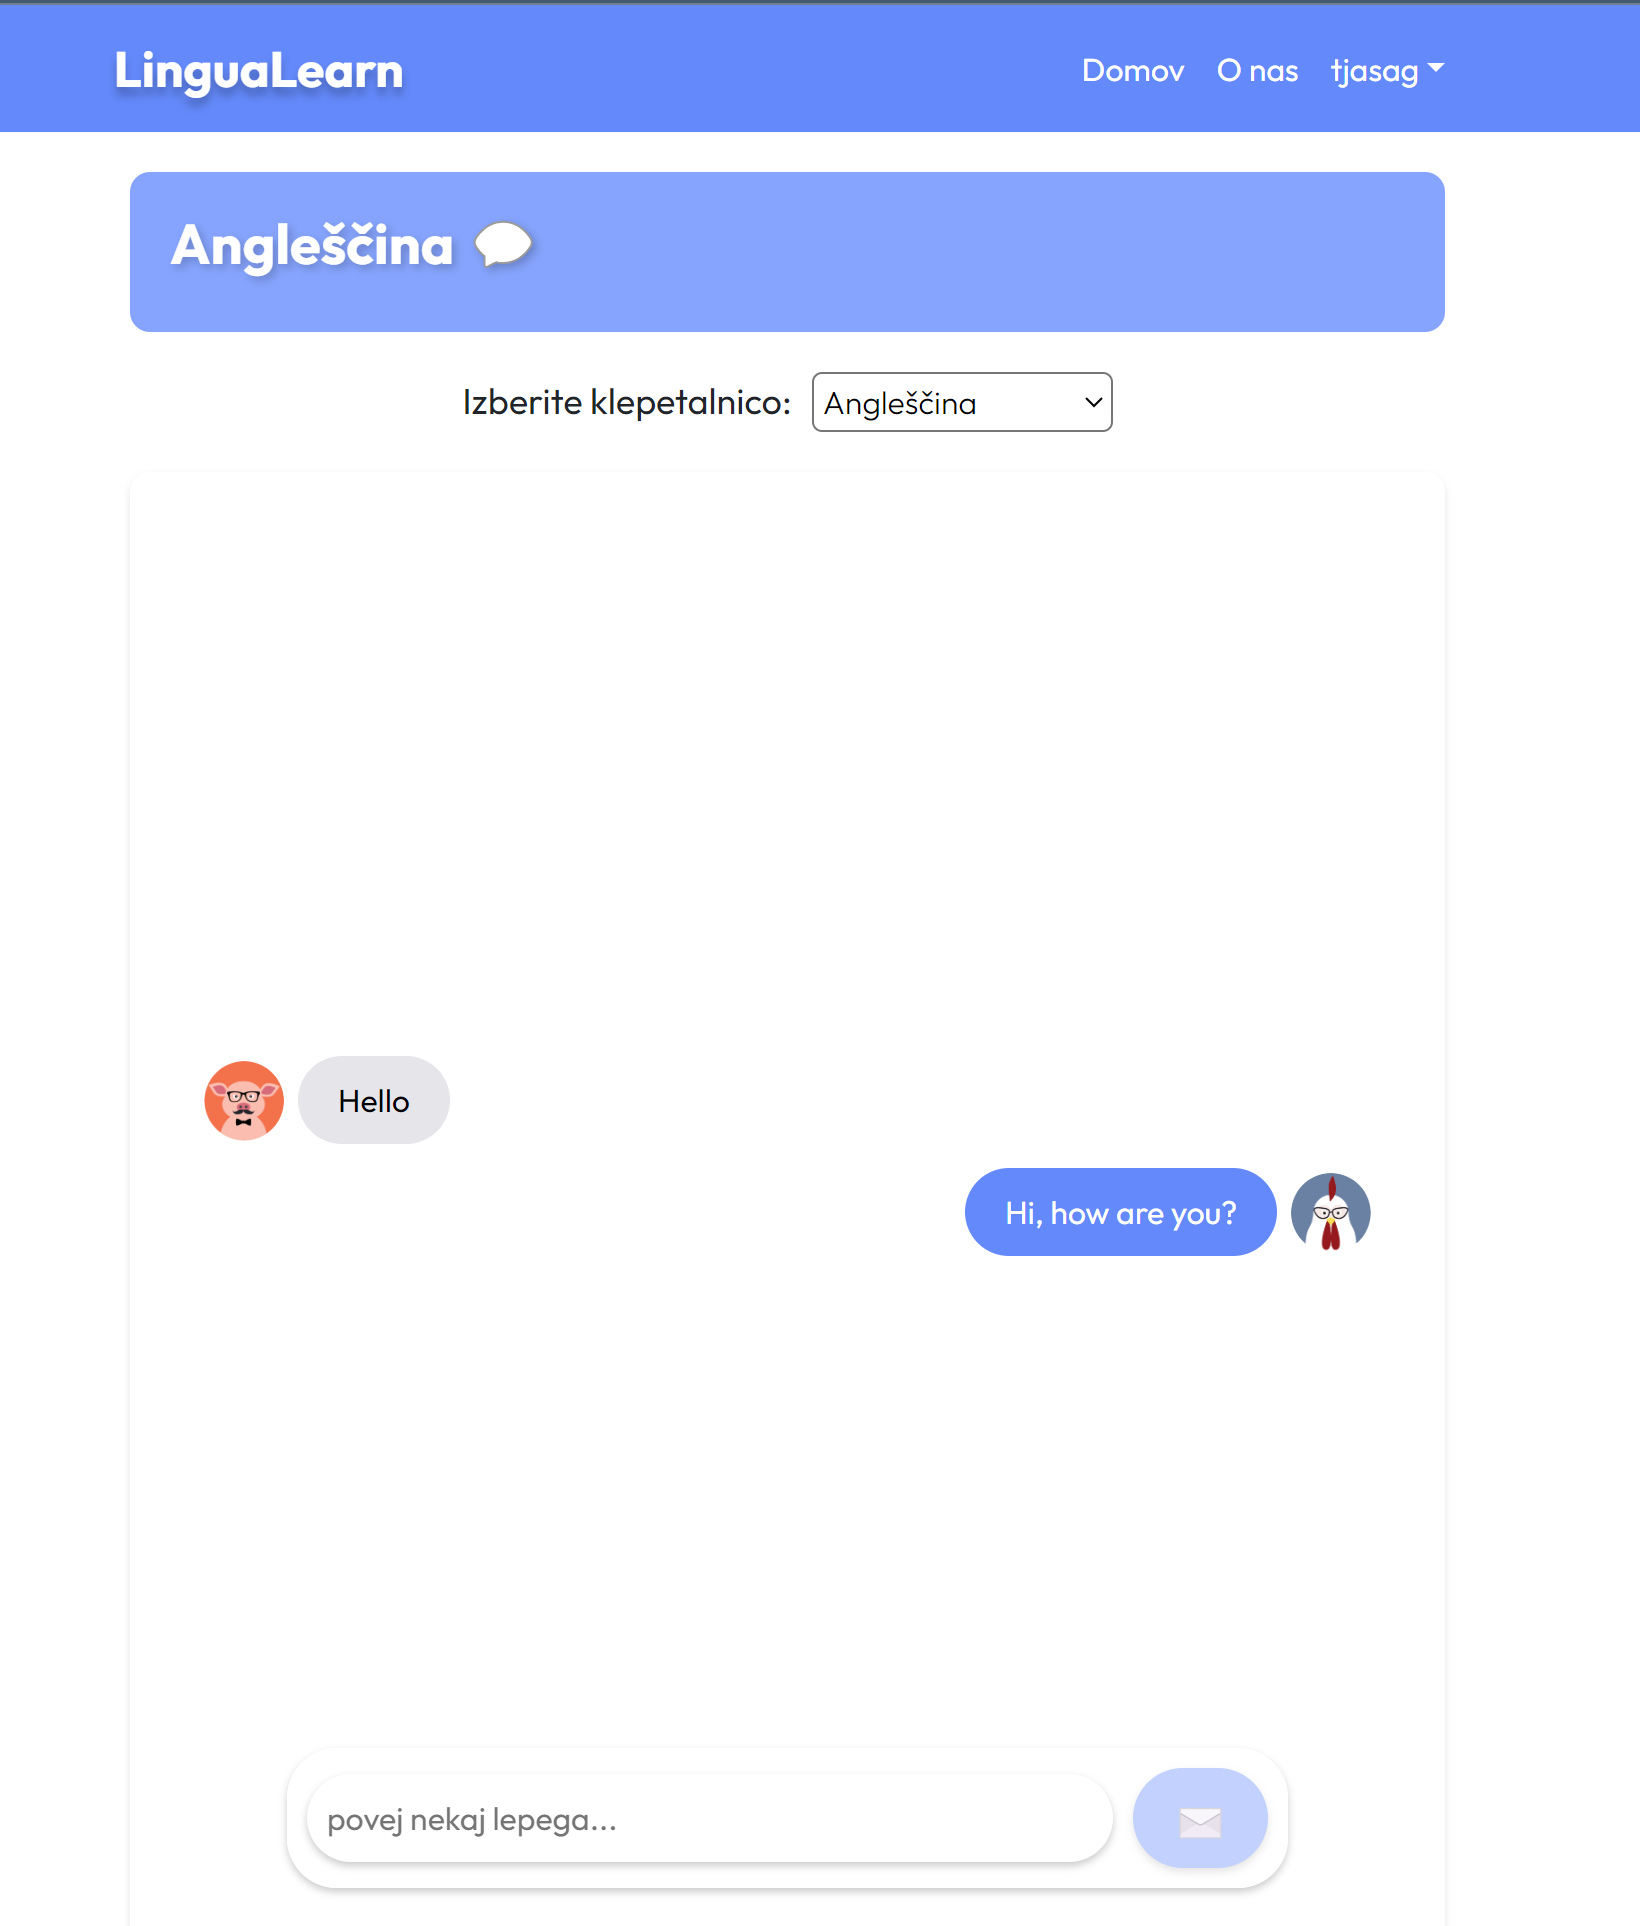 LinguaLearn
Domov O nas tjasag
Angleščina
Izberite klepetalnico: Angleščina
Hello
Hi, how are you?
povej nekaj lepega...